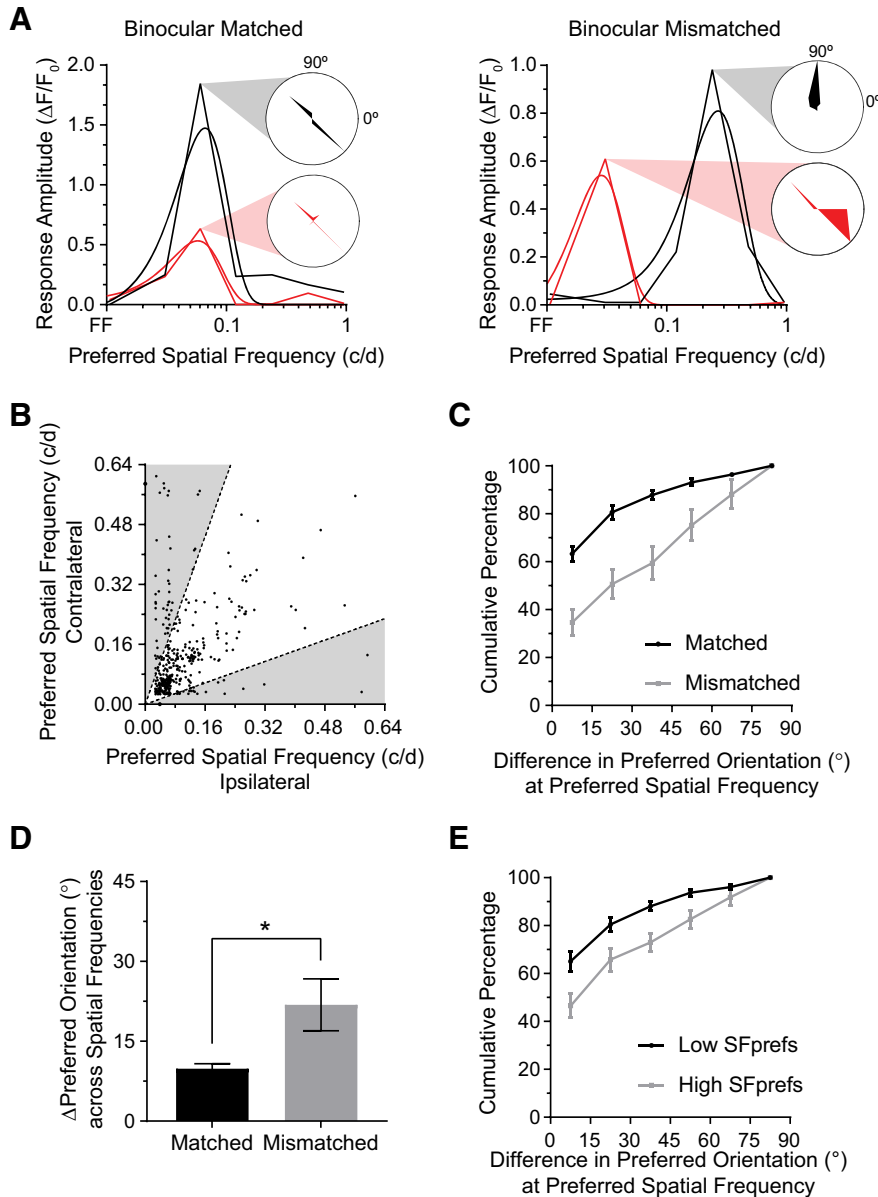 A
Binocular Matched
Response Amplitude (ΔF/F0)
2.0
1.5
1.0
0.5
0.0
FF
0.1
1
Preferred Spatial Frequency (c/d)
90º
0º
Binocular Mismatched
Response Amplitude (ΔF/F0)
1.0
0.8
0.6
0.4
0.2
0.0
FF
0.1
1
Preferred Spatial Frequency (c/d)
90º
0º
B
Preferred Spatial Frequency (c/d)
Contralateral
0.64
0.48
0.32
0.16
0.00
0.00
0.16
0.32
0.48
0.64
Preferred Spatial Frequency (c/d)
Ipsilateral
C
Cumulative Percentage
100
80
60
40
20
0
Matched
Mismatched
0
15
30
45
60
75
90
Difference in Preferred Orientation (°)
at Preferred Spatial Frequency
D
ΔPreferred Orientation (°)
across Spatial Frequencies
45
30
15
0
*
Matched
Mismatched
E
Cumulative Percentage
100
80
60
40
20
0
Low SFprefs
High SFprefs
0
15
30
45
60
75
90
Difference in Preferred Orientation (°)
at Preferred Spatial Frequency